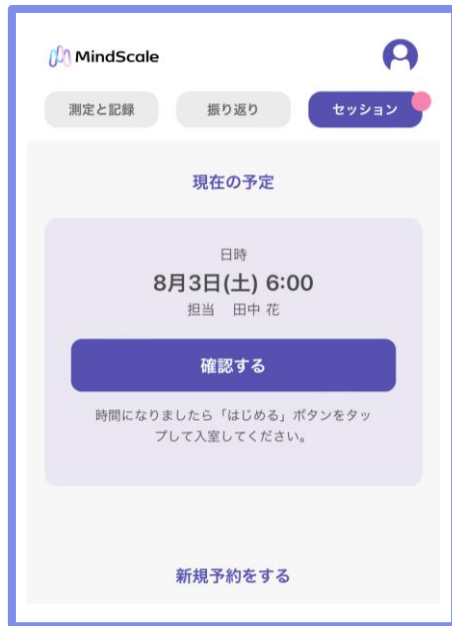 MindScale
測定と記録
振り返り
セッション
現在の予定
日時
8月3日(土) 6:00
担当 田中 花
確認する
時間になりましたら「はじめる」ボタンをタッ
プして入室してください。
新規予約をする